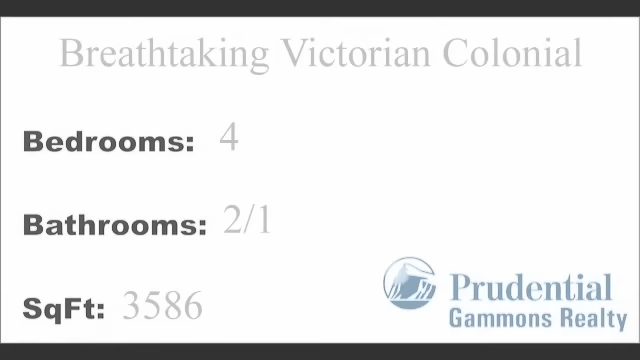 Breathtaking Victorian Colonial
Bedrooms: 4
Bathrooms: 2/1
SqFt: 3586
Prudential
Gammons Realty